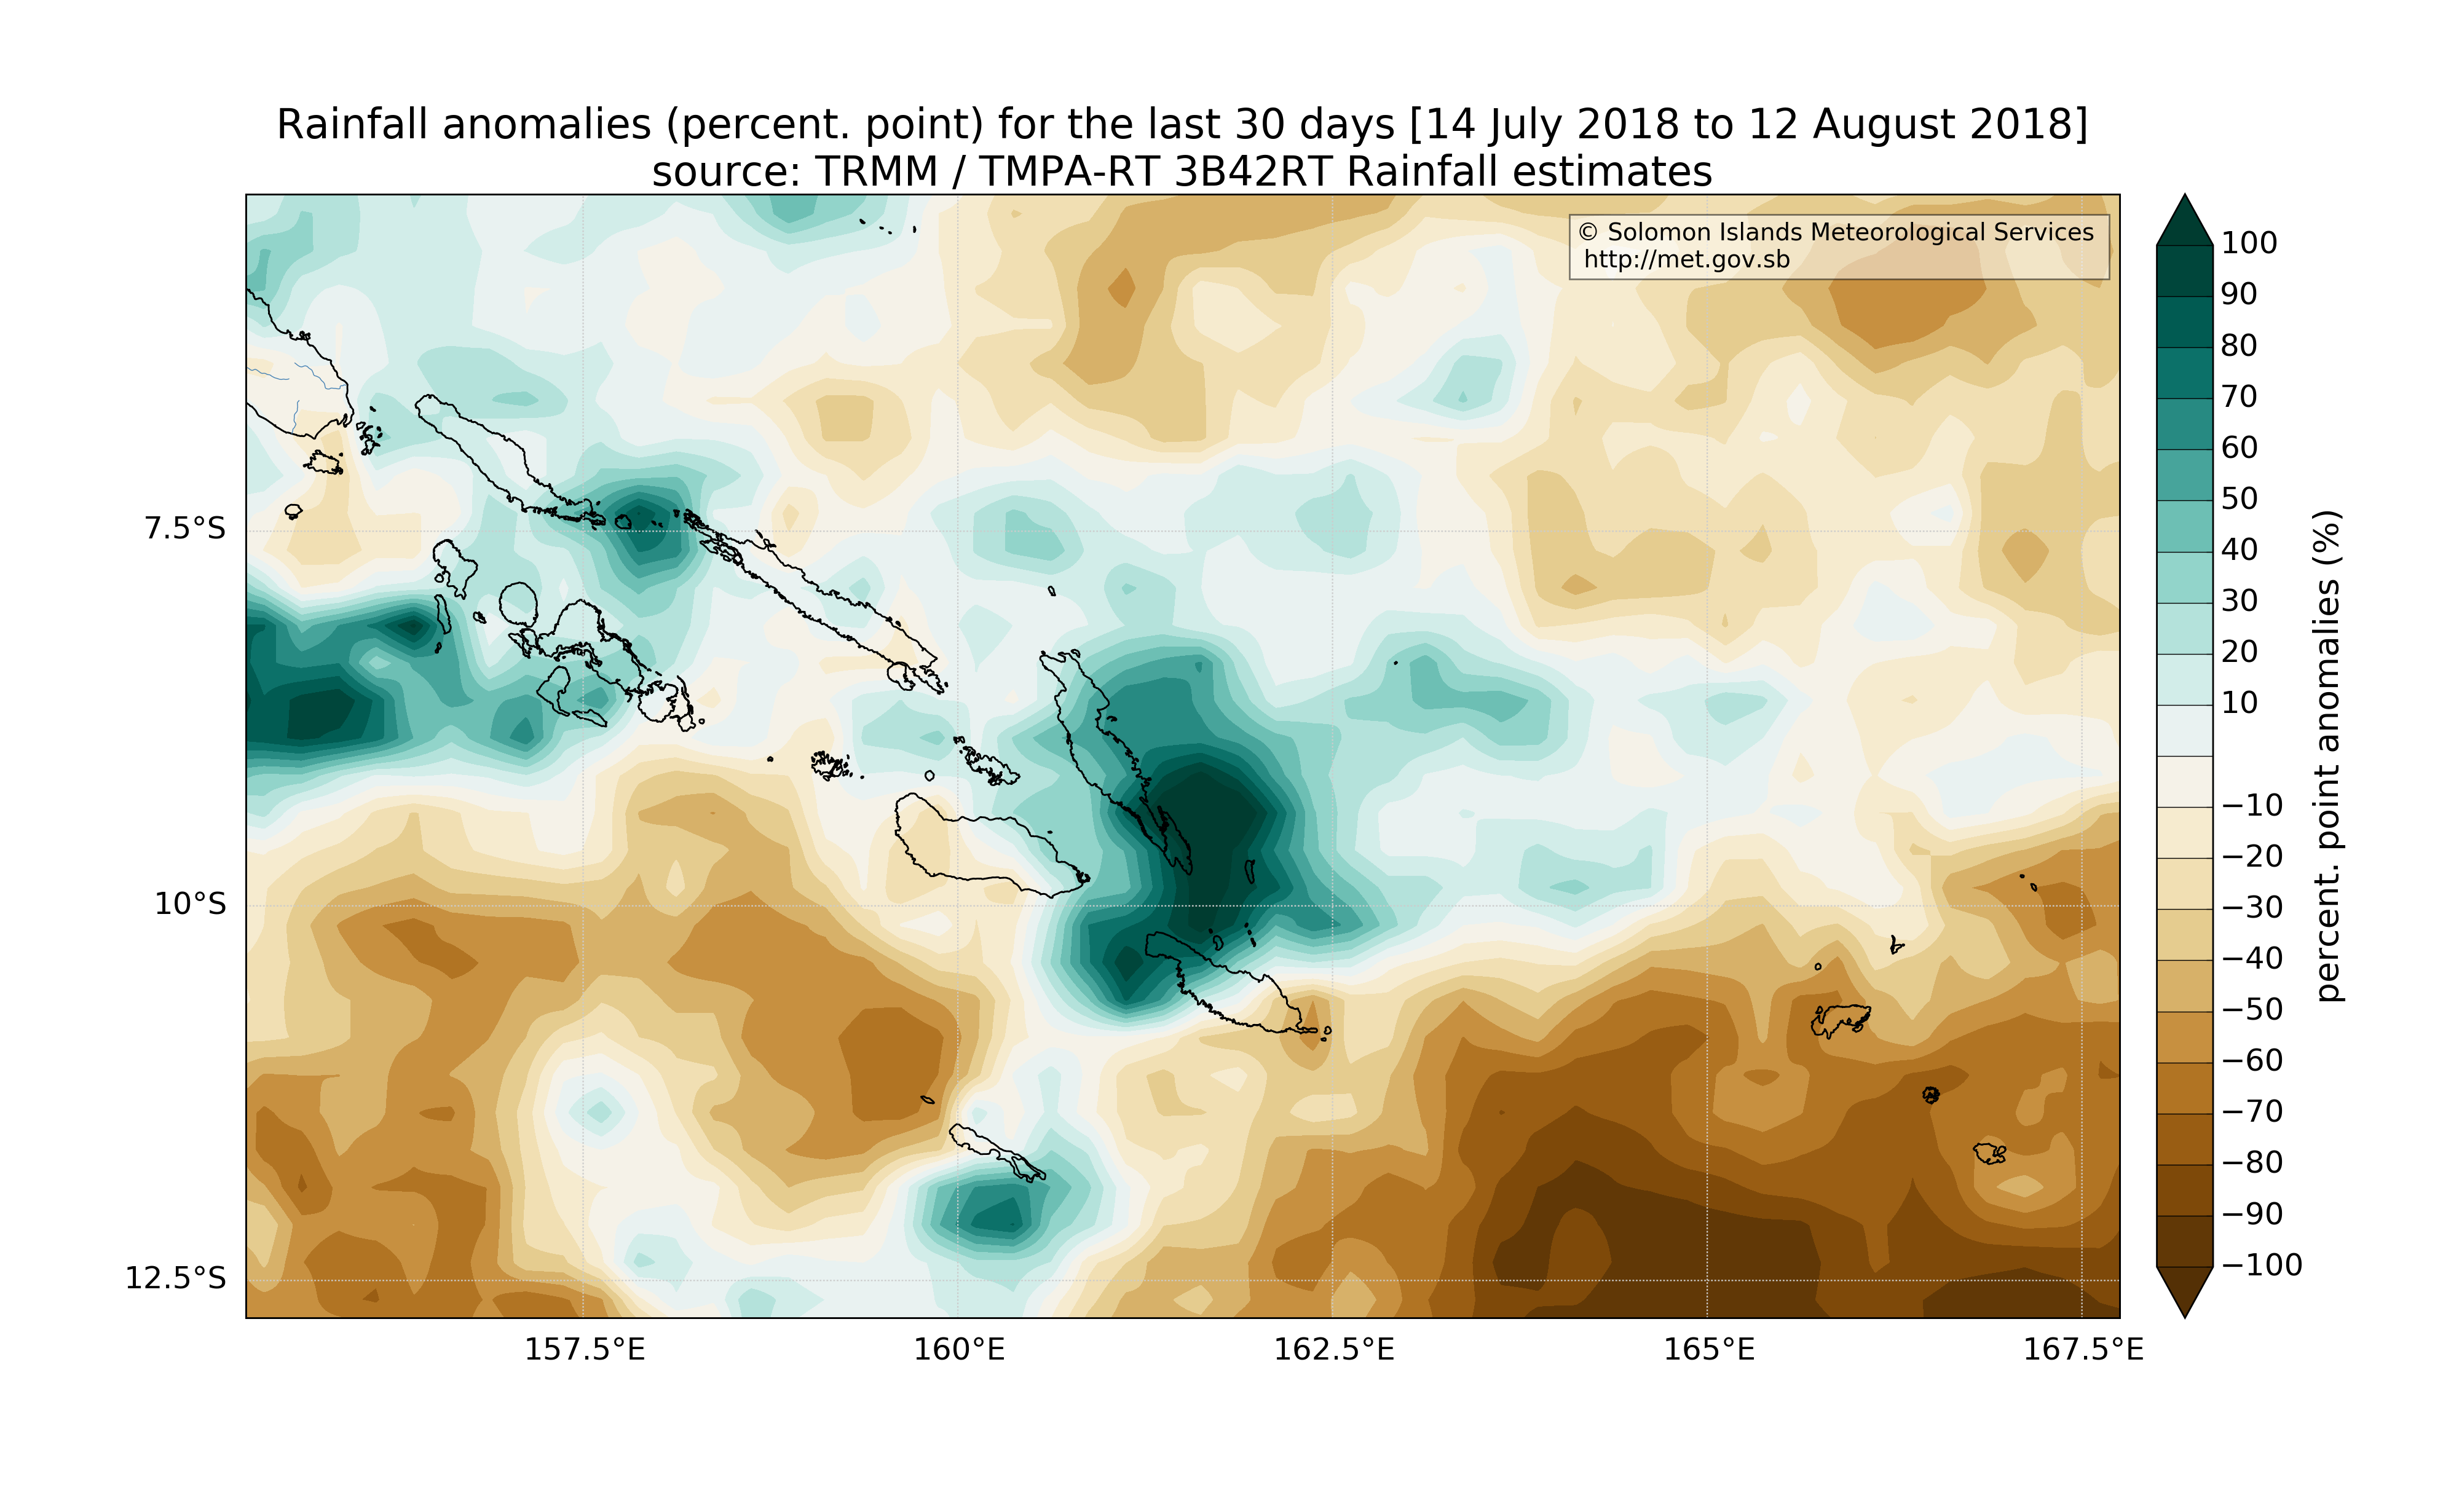 Rainfall anomalies (percent. point) for the last 30 days [14 July 2018 to 12 August 2018]
source: TRMM / TMPA-RT 3B42RT Rainfall estimates
© Solomon Islands Meteorological Services
http://met.gov.sb
7.5°S
10°S
12.5°S
157.5°E
160°E
162.5°E
165°E
167.5°E
100
90
80
70
60
50
40
30
20
10
−10
−20
−30
−40
−50
−60
−70
−80
−90
−100
percent. point anomalies (%)